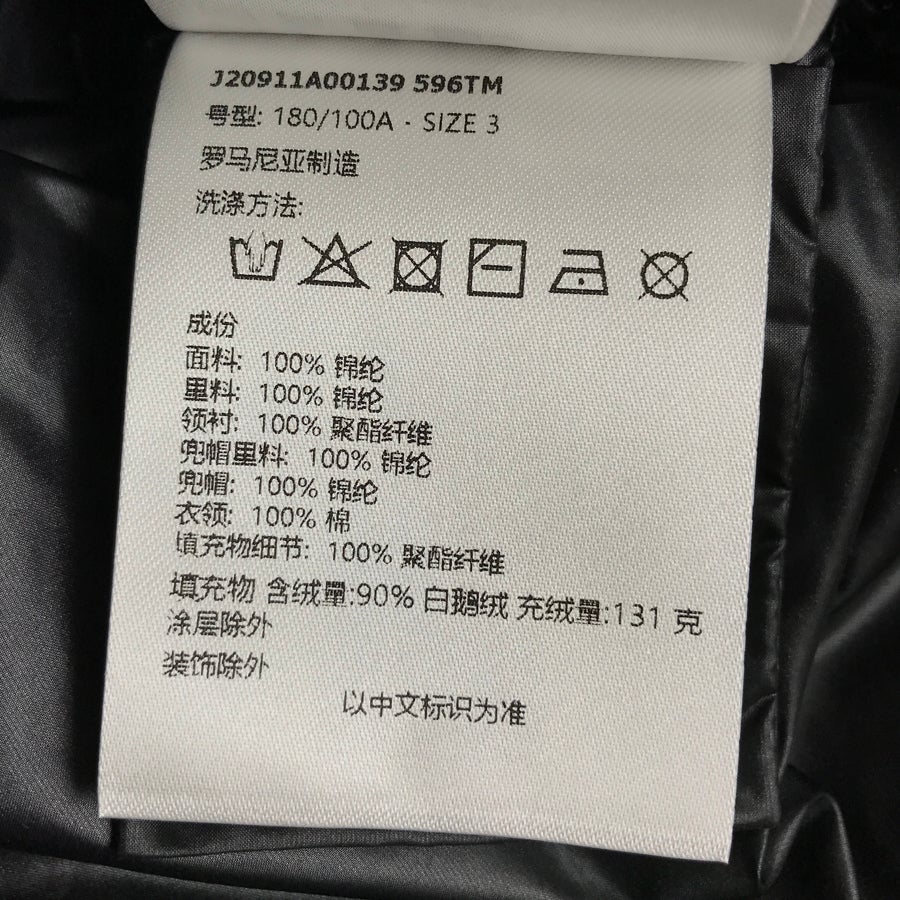 J20911A00139 596TM
号型: 180/100A - SIZE 3
罗马尼亚制造
洗涤方法:
成份
面料: 100% 锦纶
里料: 100% 锦纶
领衬: 100% 聚酯纤维
兜帽里料: 100% 锦纶
兜帽: 100% 锦纶
衣领: 100% 棉
填充物细节: 100% 聚酯纤维
填充物 含绒量:90% 白鹅绒 充绒量:131 克
涂层除外
装饰除外
以中文标识为准